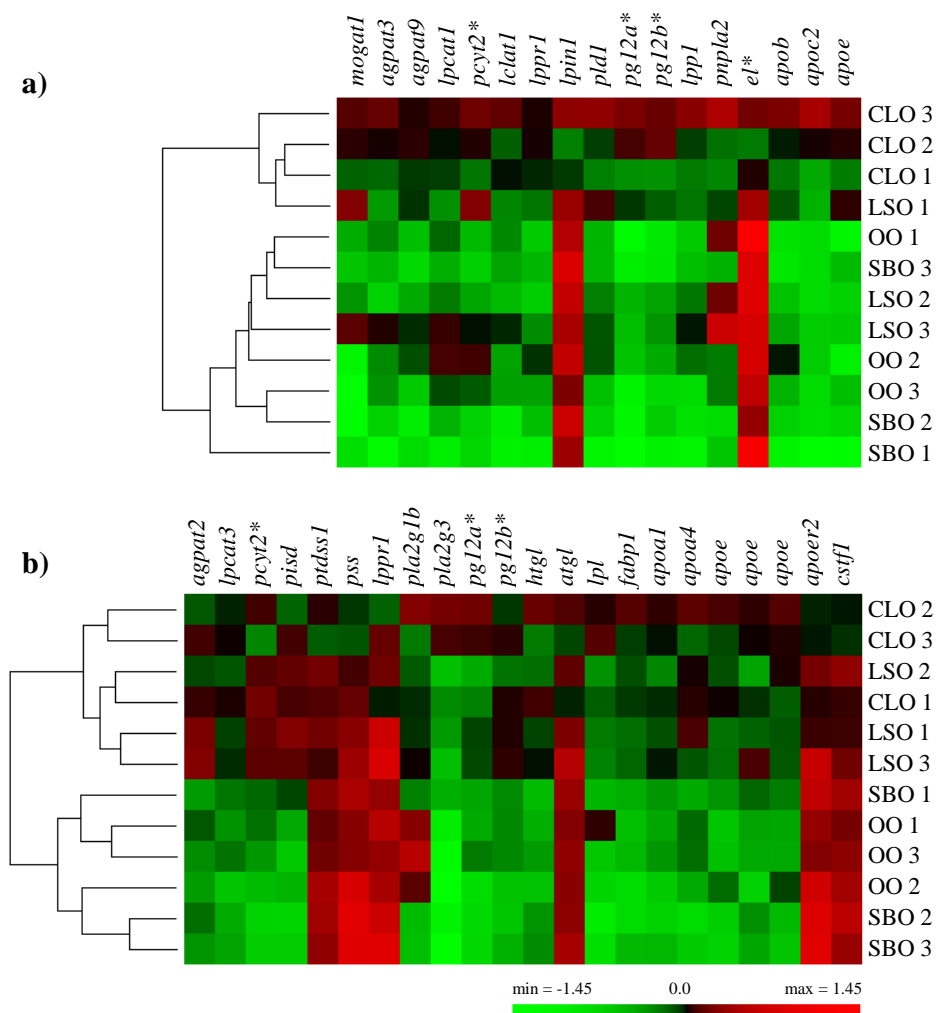 a)
mogat1 agpat3 agpat9 lpcat1 pcyt2* lclat1 lppr1 lpin1 pld1 pg12a* pg12b* lpp1 pnpla2 el* apob apoc2 apoe
CLO 3
CLO 2
CLO 1
LSO 1
OO 1
SBO 3
LSO 2
LSO 3
OO 2
OO 3
SBO 2
SBO 1
b)
agpat2 lpcat3 pcyt2* pisd ptdss1 pss lppr1 pla2g1b pla2g3 pg12a* pg12b* htgl atgl lpl fabp1 apoa1 apoa4 apoe apoe apoe apoer2 cstf1
CLO 2
CLO 3
LSO 2
CLO 1
LSO 1
LSO 3
SBO 1
OO 1
OO 3
OO 2
SBO 2
SBO 3
min = -1.45 0.0 max = 1.45